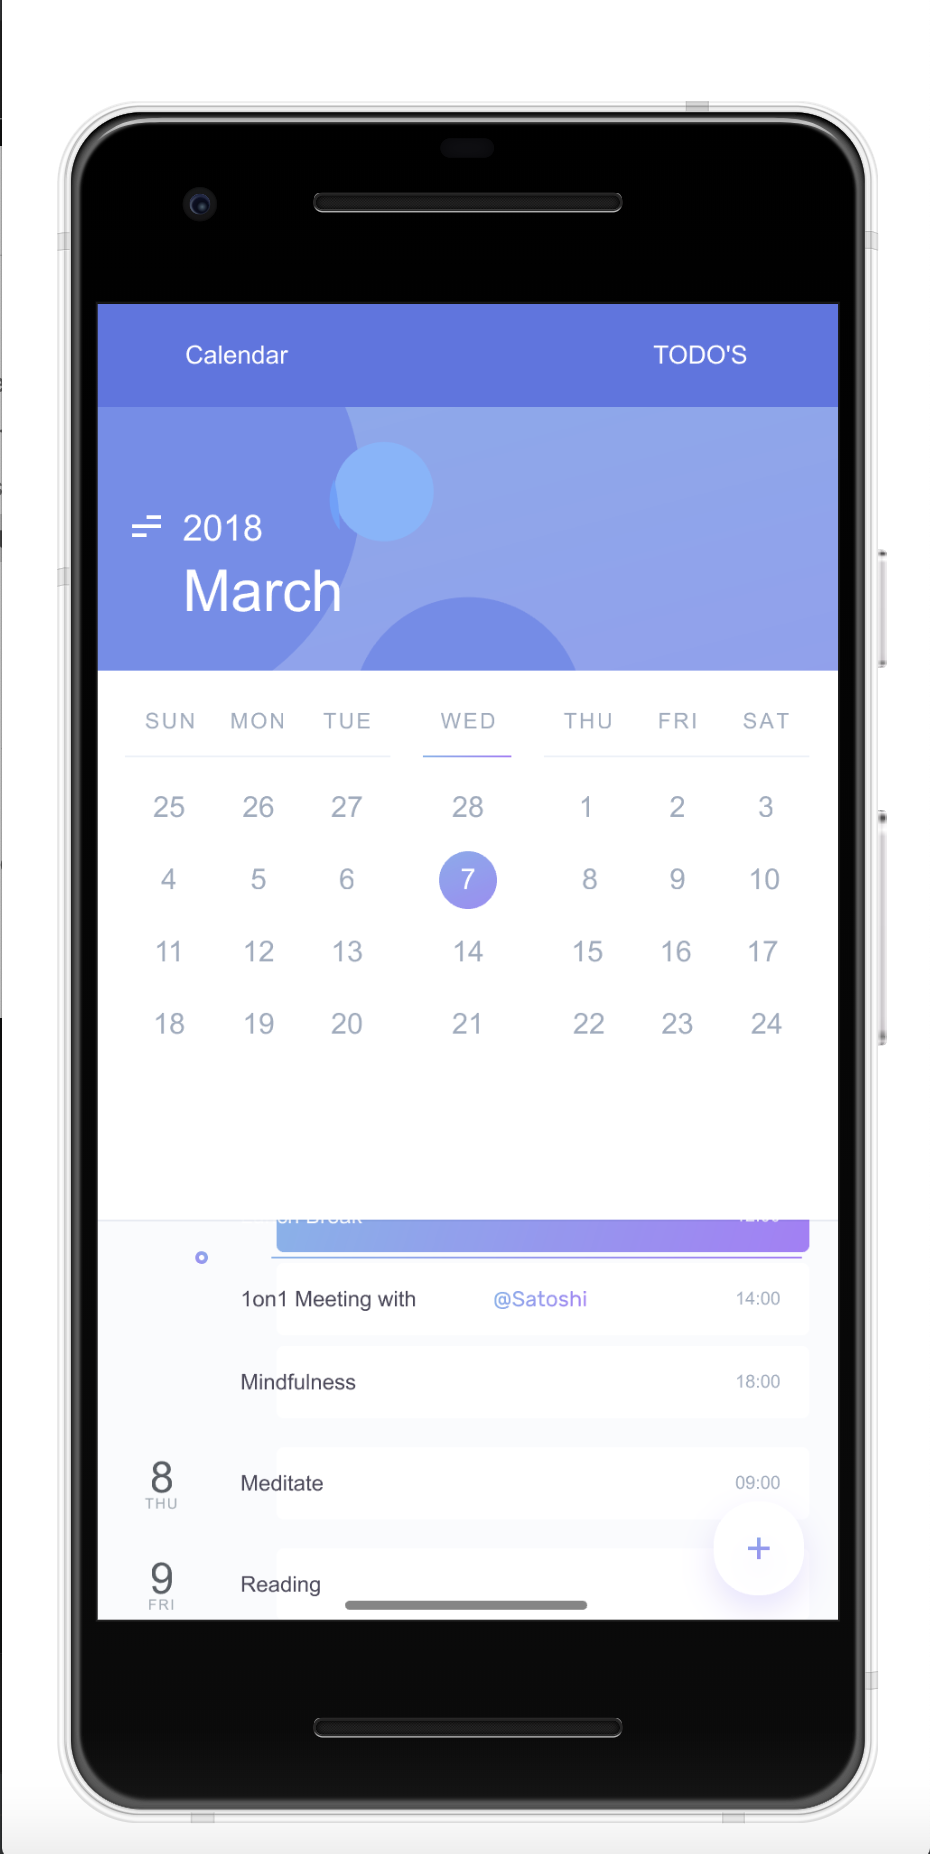 Calendar TODO'S
2018
March
SUN MON TUE WED THU FRI SAT
25 26 27 28 1 2 3
4 5 6 7 8 9 10
11 12 13 14 15 16 17
18 19 20 21 22 23 24
Break
1on1 Meeting with @Satoshi 14:00
Mindfulness 18:00
8 Meditate 09:00
THU
+
9 Reading
FRI